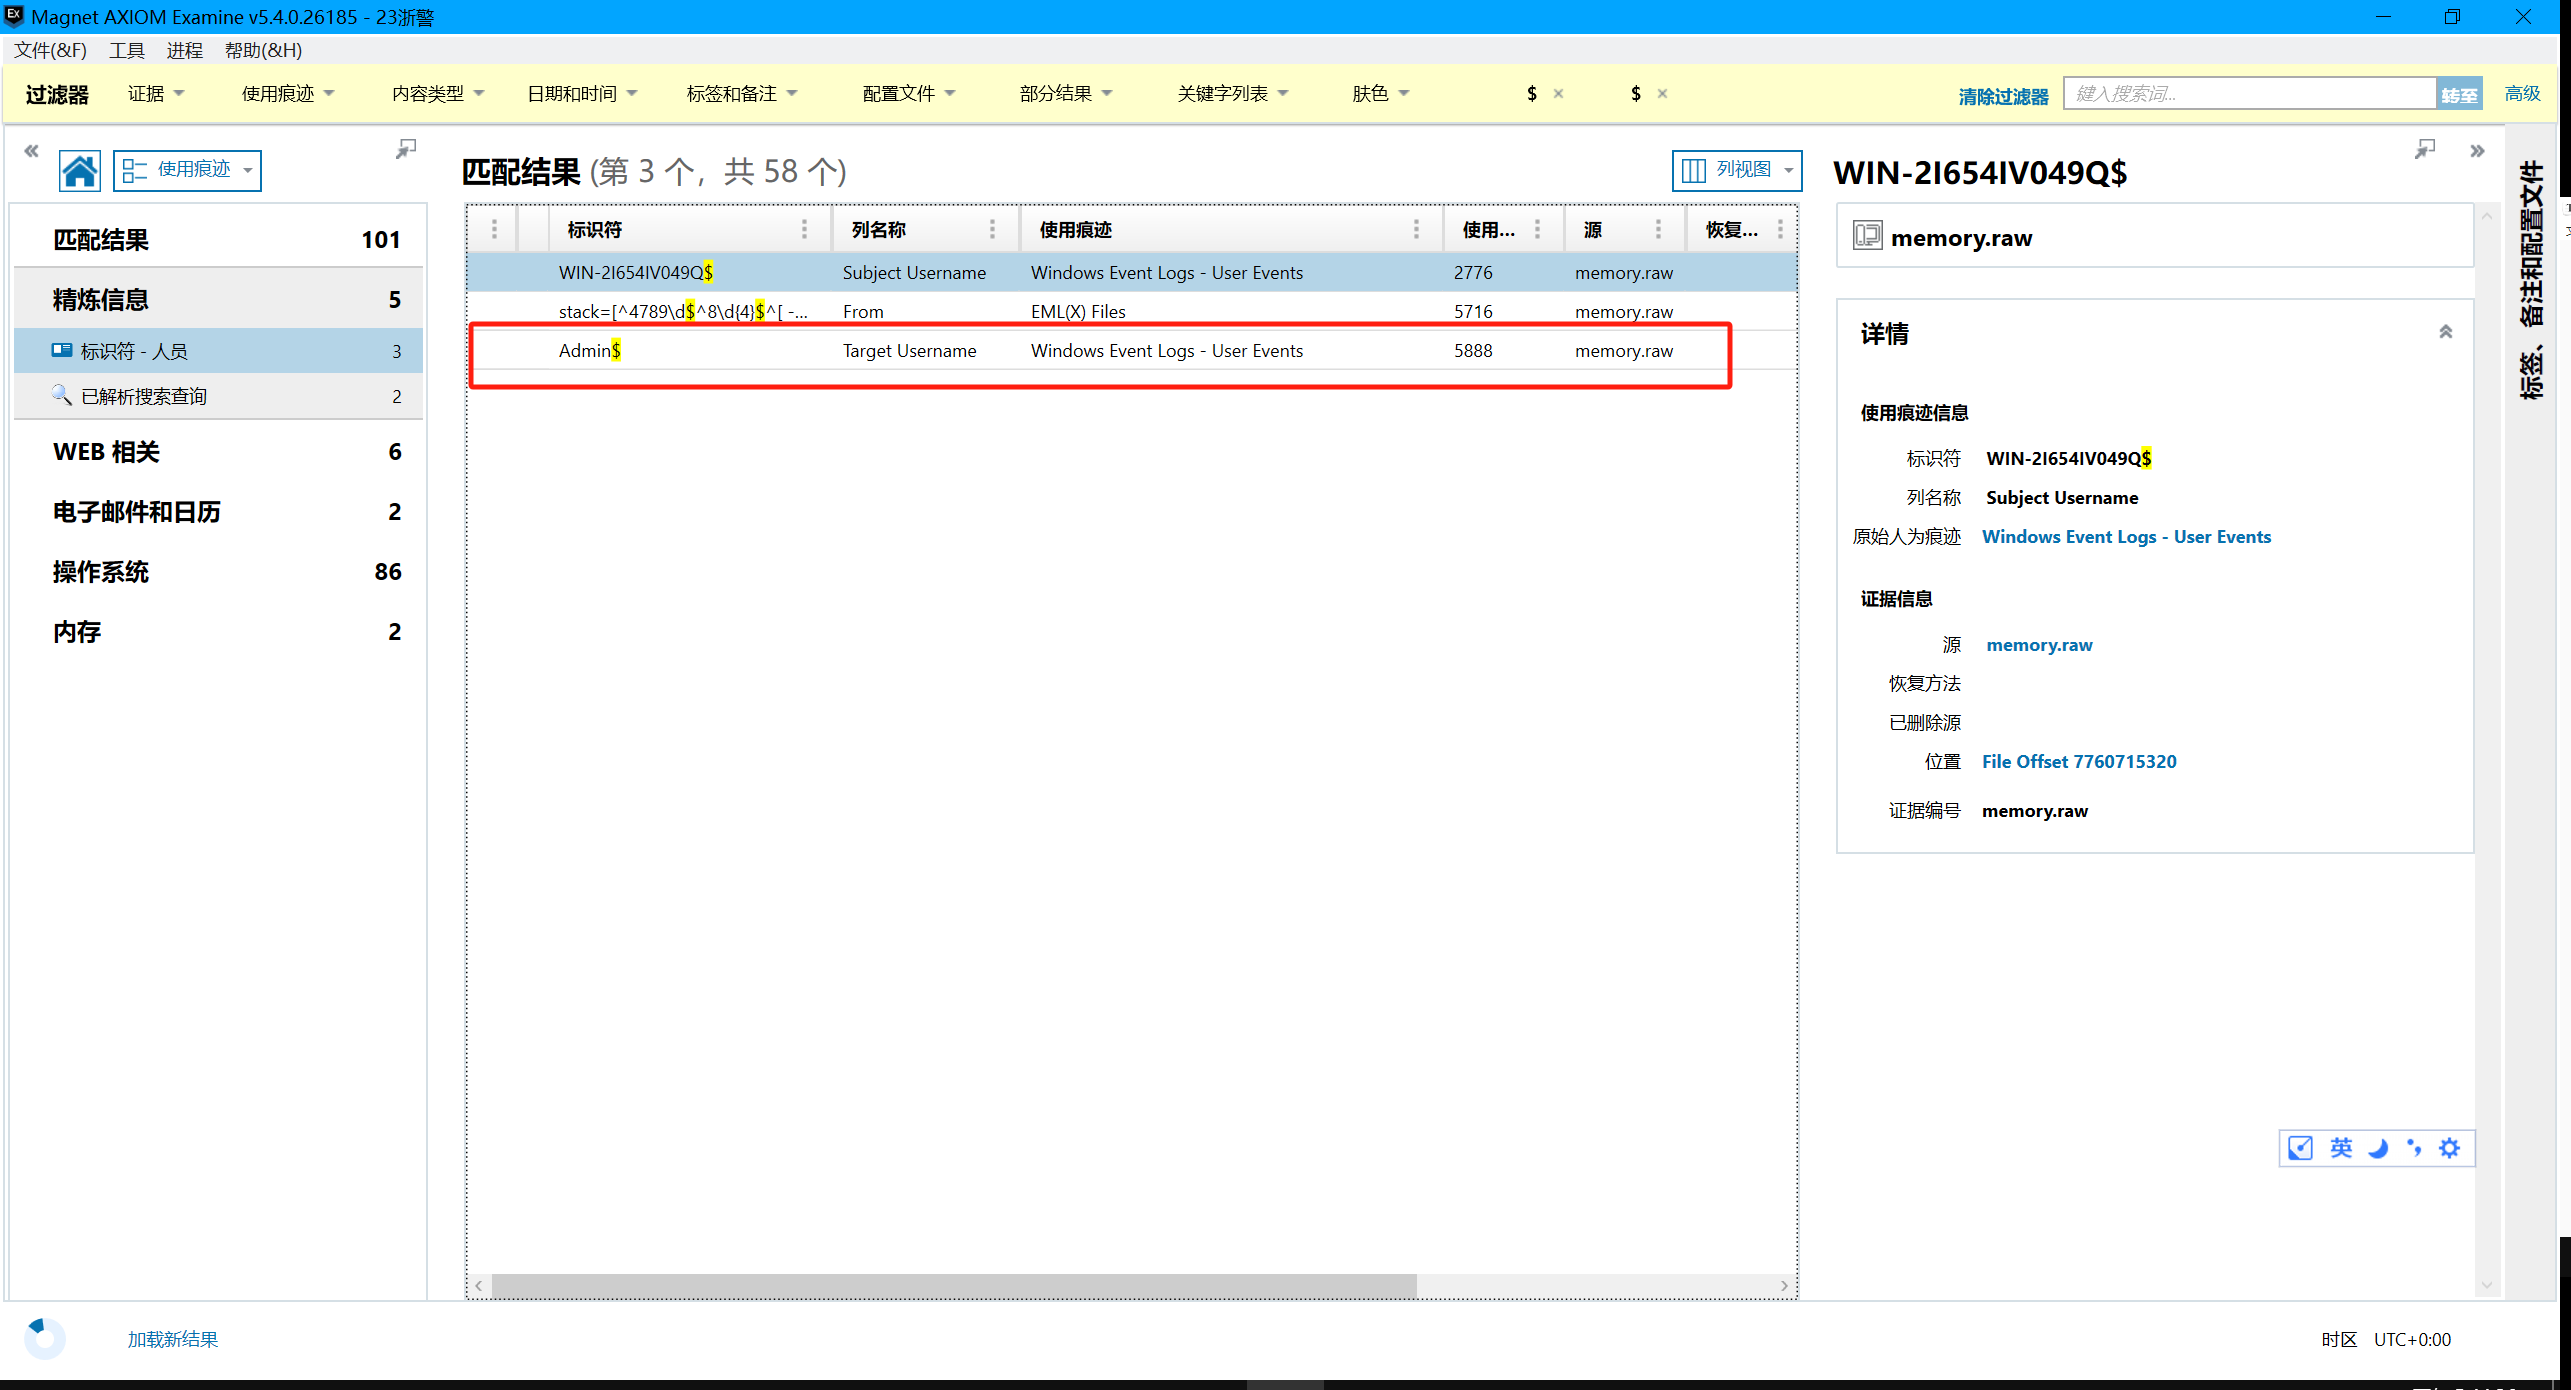 Magnet AXIOM Examine v5.4.0.26185 - 23浙警
文件(&F) 工具 进程 帮助(&H)
过滤器 证据 使用痕迹 内容类型 日期和时间 标签和备注 配置文件 部分结果 关键字列表 肤色 $ × $ × 清除过滤器 键入搜索词... 转至 高级
使用痕迹
匹配结果 101
精炼信息 5
标识符 - 人员 3
已解析搜索查询 2
WEB 相关 6
电子邮件和日历 2
操作系统 86
内存 2
匹配结果 (第 3 个，共 58 个) 列视图
标识符 列名称 使用痕迹 使用... 源 恢复...
WIN-2I654IV049Q$ Subject Username Windows Event Logs - User Events 2776 memory.raw
stack=[^4789\d$^8\d{4}$^[ -... From EML(X) Files 5716 memory.raw
Admin$ Target Username Windows Event Logs - User Events 5888 memory.raw
WIN-2I654IV049Q$
memory.raw
详情
使用痕迹信息
标识符 WIN-2I654IV049Q$
列名称 Subject Username
原始人为痕迹 Windows Event Logs - User Events
证据信息
源 memory.raw
恢复方法
已删除源
位置 File Offset 7760715320
证据编号 memory.raw
标签、备注和配置文件
英
加载新结果
时区 UTC+0:00